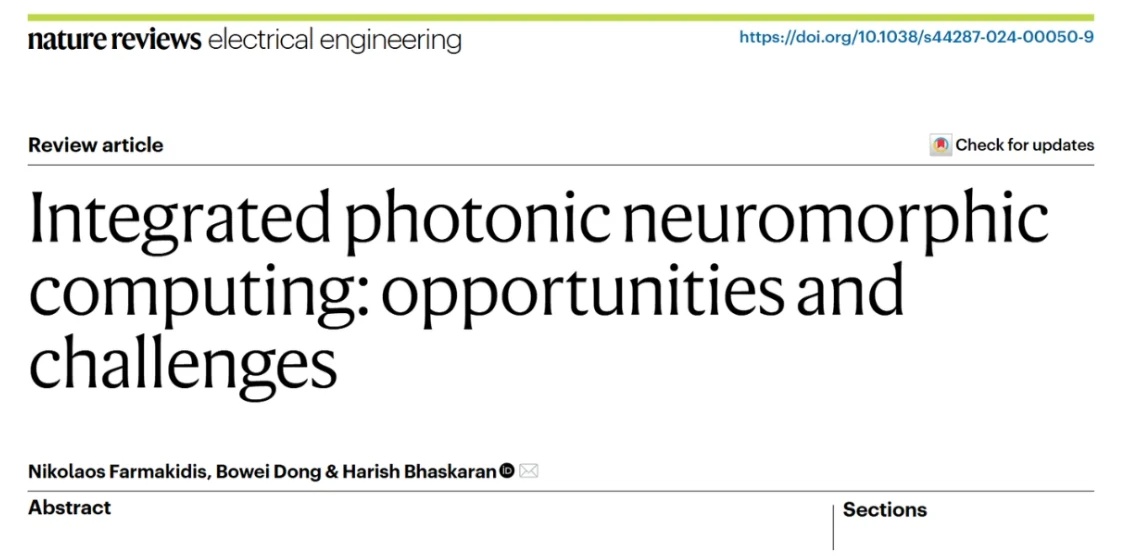 nature reviews electrical engineering
https://doi.org/10.1038/s44287-024-00050-9
Review article
Check for updates
Integrated photonic neuromorphic
computing: opportunities and
challenges
Nikolaos Farmakidis, Bowei Dong & Harish Bhaskaran
Abstract
Sections